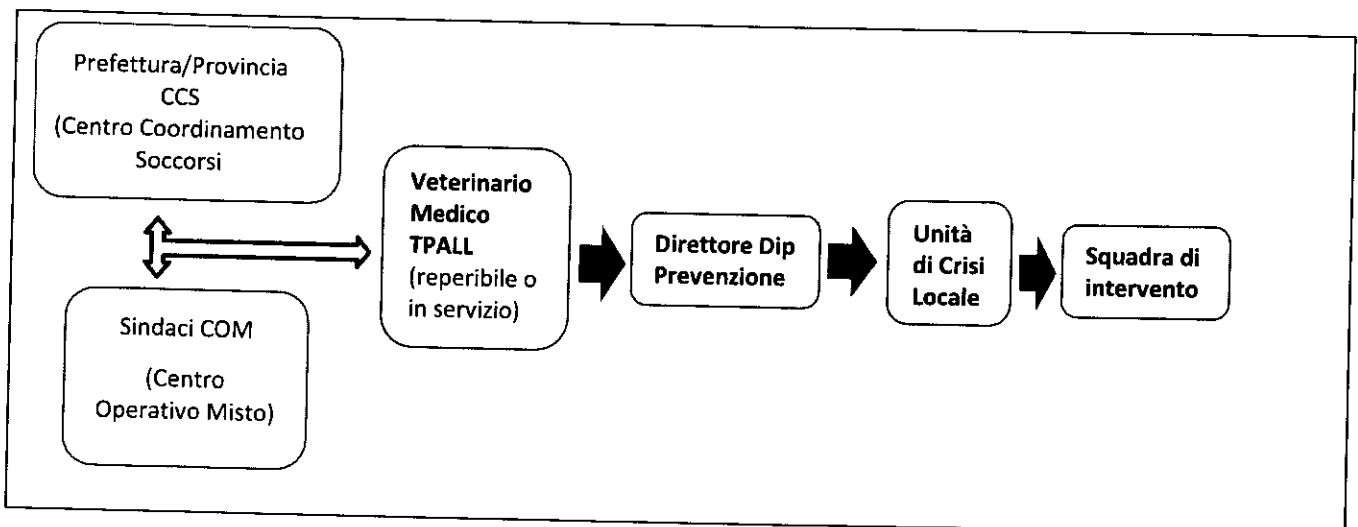 Prefettura/Provincia
CCS
(Centro Coordinamento
Soccorsi
Sindaci COM
(Centro
Operativo Misto)
Veterinario
Medico
TPALL
(reperibile o
in servizio)
Direttore Dip
Prevenzione
Unità
di Crisi
Locale
Squadra di
intervento